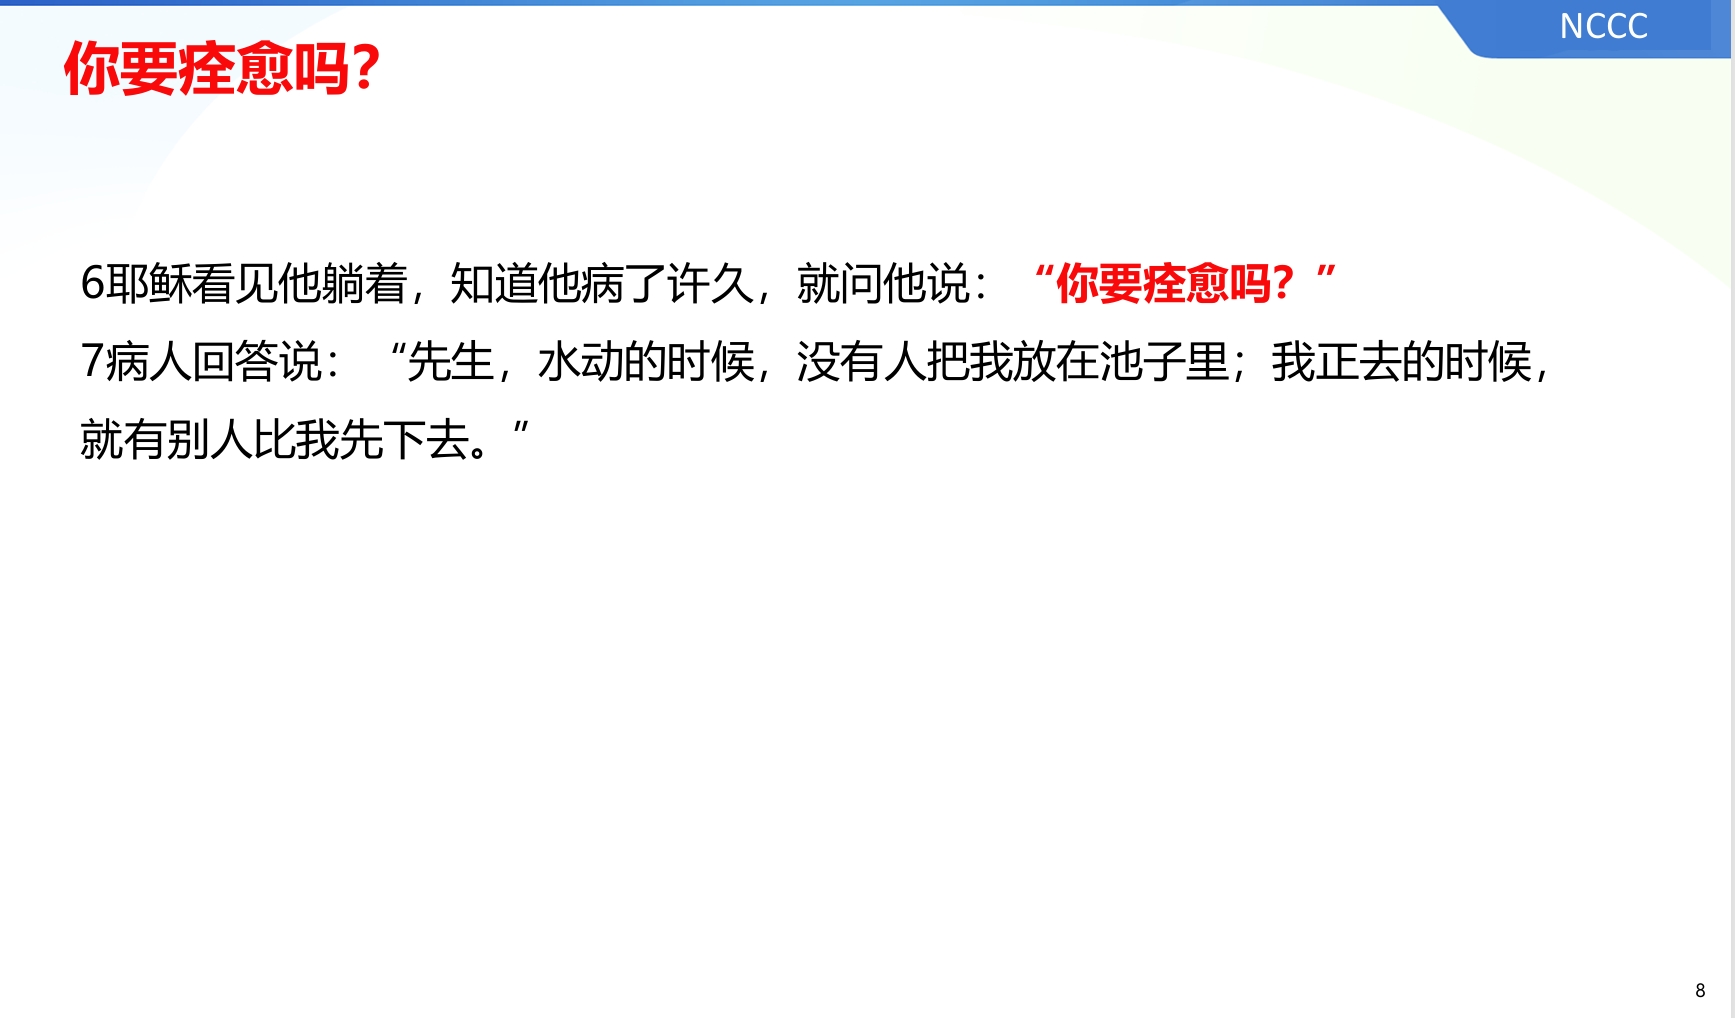 NCCC
你要痊愈吗？
6耶稣看见他躺着，知道他病了许久，就问他说：“你要痊愈吗？”
7病人回答说：“先生，水动的时候，没有人把我放在池子里；我正去的时候，
就有别人比我先下去。”
8